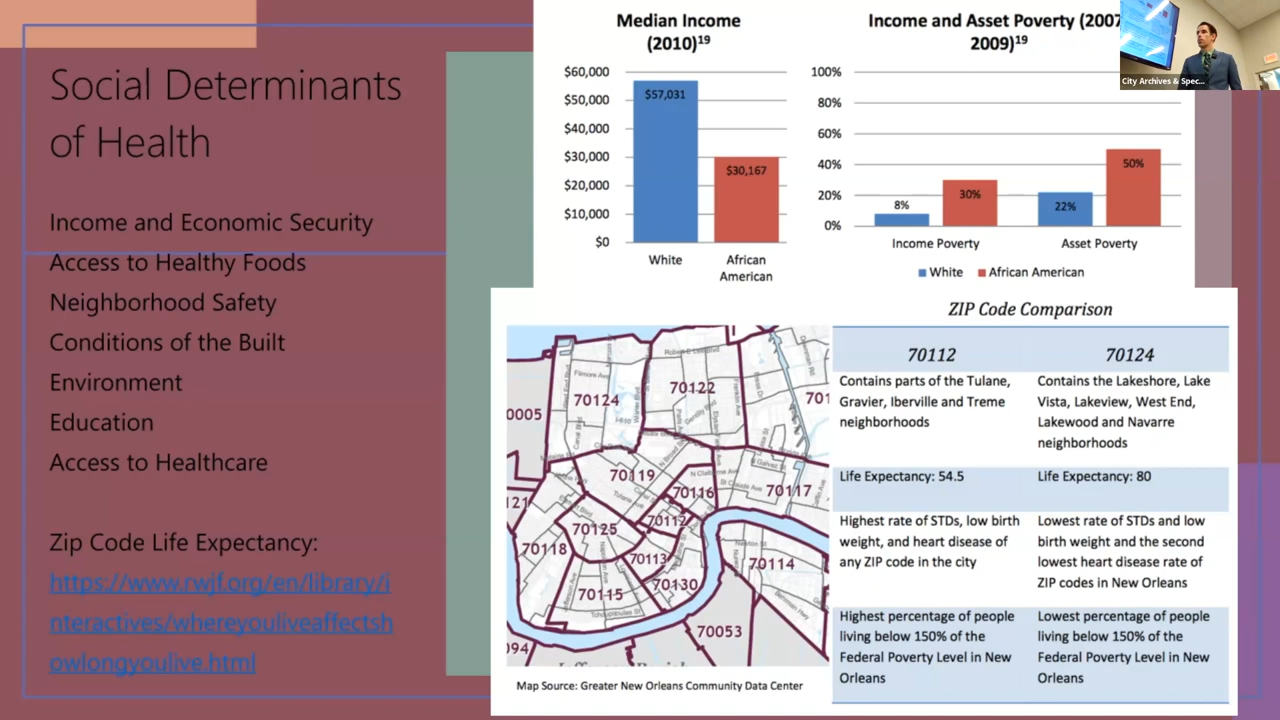 Social Determinants
of Health
Income and Economic Security
Access to Healthy Foods
Neighborhood Safety
Conditions of the Built
Environment
Education
Access to Healthcare
Zip Code Life Expectancy:
https://www.rwjf.org/en/library/i
nteractives/whereyouliveaffectsh
owlongyoulive.html
Median Income
(2010)19
$60,000
$50,000
$40,000
$30,000
$20,000
$10,000
$0
$57,031
$30,167
White
African
American
Income and Asset Poverty (2007
2009)19
100%
80%
60%
40%
20%
0%
8%
30%
22%
50%
Income Poverty
Asset Poverty
White
African American
City Archives & Spec...
70124
70122
0005
701
70119
70116
70117
121
70112
70125
70118
70113
70114
70130
70115
70053
094
Map Source: Greater New Orleans Community Data Center
ZIP Code Comparison
70112
70124
Contains parts of the Tulane,
Gravier, Iberville and Treme
neighborhoods
Contains the Lakeshore, Lake
Vista, Lakeview, West End,
Lakewood and Navarre
neighborhoods
Life Expectancy: 54.5
Life Expectancy: 80
Highest rate of STDs, low birth
weight, and heart disease of
any ZIP code in the city
Lowest rate of STDs and low
birth weight and the second
lowest heart disease rate of
ZIP codes in New Orleans
Highest percentage of people
living below 150% of the
Federal Poverty Level in New
Orleans
Lowest percentage of people
living below 150% of the
Federal Poverty Level in New
Orleans